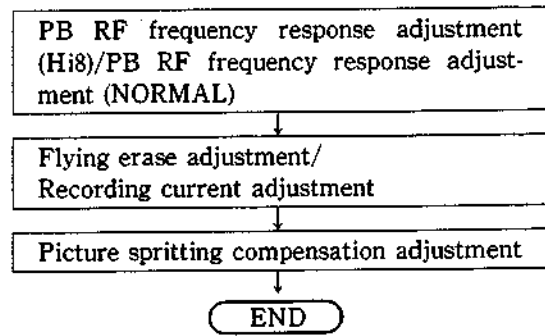 PB RF frequency response adjustment
(Hi8)/PB RF frequency response adjust-
ment (NORMAL)
Flying erase adjustment/
Recording current adjustment
Picture spritting compensation adjustment
END